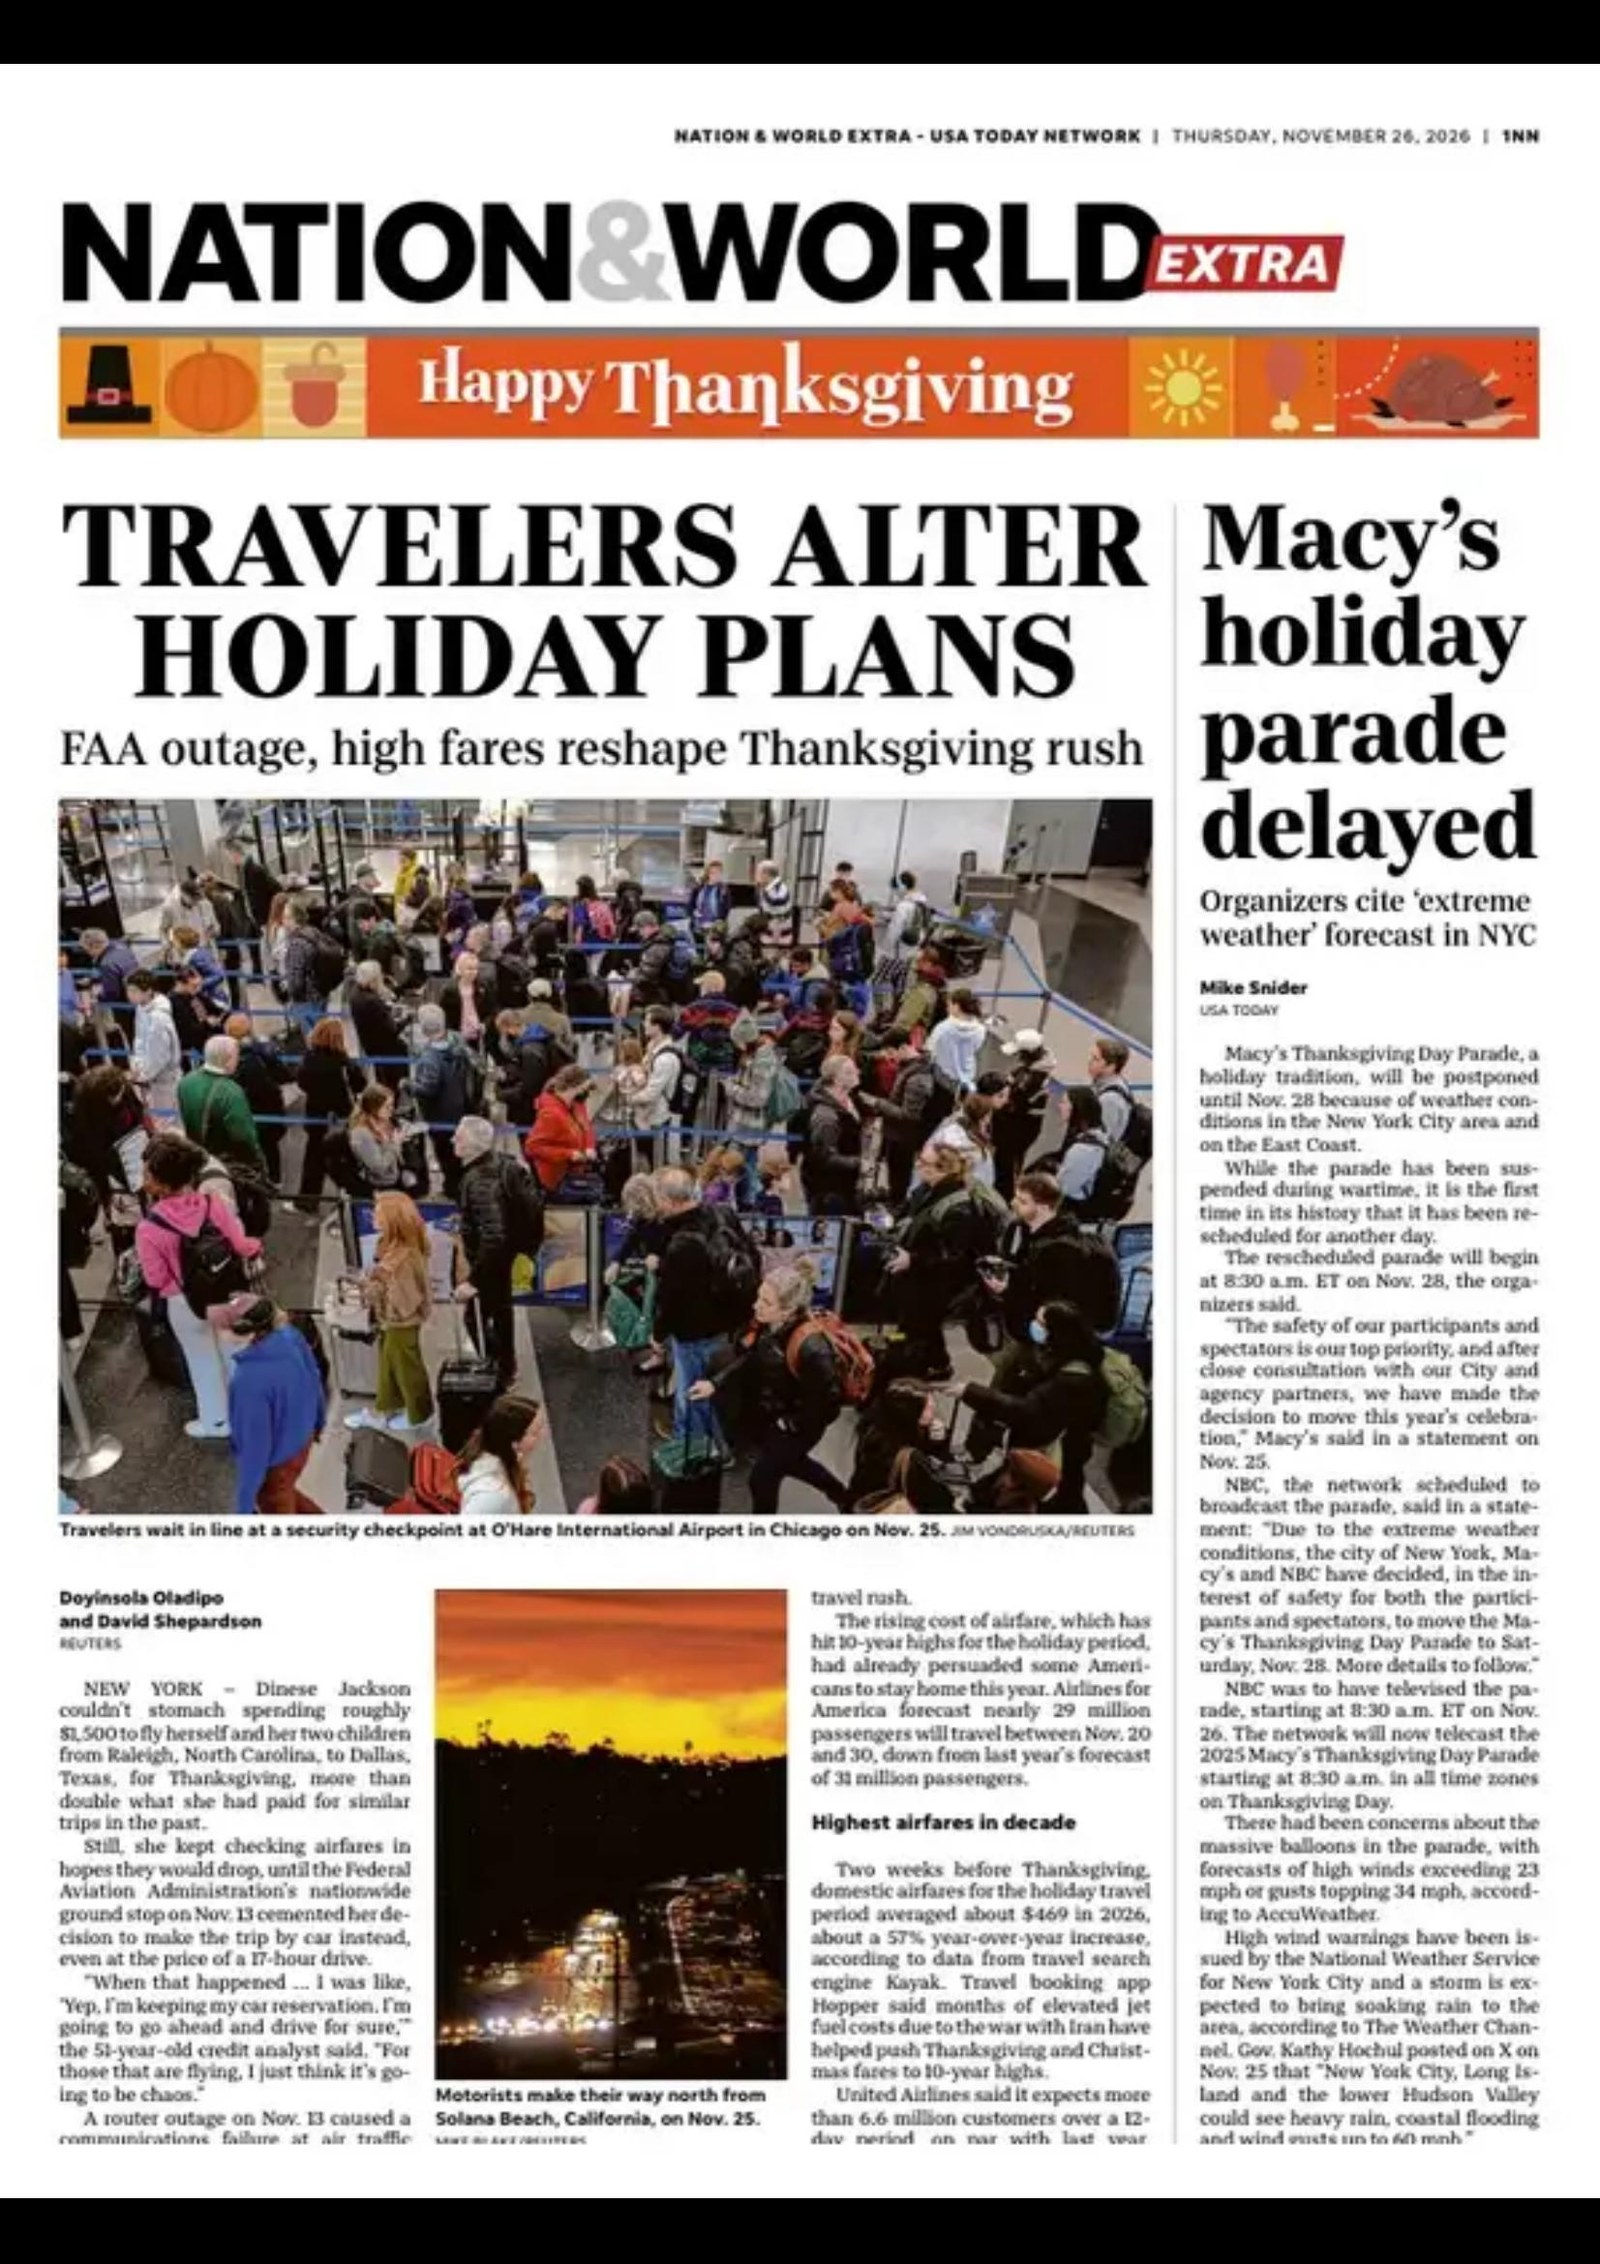 NATION & WORLD EXTRA - USA TODAY NETWORK | THURSDAY, NOVEMBER 26, 2026 | 1NN
NATION&WORLD EXTRA
Happy Thanksgiving
TRAVELERS ALTER
HOLIDAY PLANS
FAA outage, high fares reshape Thanksgiving rush
Travelers wait in line at a security checkpoint at O'Hare International Airport in Chicago on Nov. 25. JIM VONDRUSKA/REUTERS
Doyinsola Oladipo
and David Shepardson
REUTERS
NEW YORK – Dinese Jackson
couldn't stomach spending roughly
$1,500 to fly herself and her two children
from Raleigh, North Carolina, to Dallas,
Texas, for Thanksgiving, more than
double what she had paid for similar
trips in the past.
Still, she kept checking airfares in
hopes they would drop, until the Federal
Aviation Administration's nationwide
ground stop on Nov. 13 cemented her de-
cision to make the trip by car instead,
even at the price of a 17-hour drive.
"When that happened ... I was like,
'Yep, I'm keeping my car reservation. I'm
going to go ahead and drive for sure,'"
the 51-year-old credit analyst said. "For
those that are flying, I just think it's go-
ing to be chaos."
A router outage on Nov. 13 caused a
communications failure at air traffic
Motorists make their way north from
Solana Beach, California, on Nov. 25.
MIKE BLAKE/REUTERS
travel rush.
The rising cost of airfare, which has
hit 10-year highs for the holiday period,
had already persuaded some Ameri-
cans to stay home this year. Airlines for
America forecast nearly 29 million
passengers will travel between Nov. 20
and 30, down from last year's forecast
of 31 million passengers.
Highest airfares in decade
Two weeks before Thanksgiving,
domestic airfares for the holiday travel
period averaged about $469 in 2026,
about a 57% year-over-year increase,
according to data from travel search
engine Kayak. Travel booking app
Hopper said months of elevated jet
fuel costs due to the war with Iran have
helped push Thanksgiving and Christ-
mas fares to 10-year highs.
United Airlines said it expects more
than 6.6 million customers over a 12-
day period, on par with last year,
Macy's
holiday
parade
delayed
Organizers cite 'extreme
weather' forecast in NYC
Mike Snider
USA TODAY
Macy's Thanksgiving Day Parade, a
holiday tradition, will be postponed
until Nov. 28 because of weather con-
ditions in the New York City area and
on the East Coast.
While the parade has been sus-
pended during wartime, it is the first
time in its history that it has been re-
scheduled for another day.
The rescheduled parade will begin
at 8:30 a.m. ET on Nov. 28, the orga-
nizers said.
"The safety of our participants and
spectators is our top priority, and after
close consultation with our City and
agency partners, we have made the
decision to move this year's celebra-
tion," Macy's said in a statement on
Nov. 25.
NBC, the network scheduled to
broadcast the parade, said in a state-
ment: "Due to the extreme weather
conditions, the city of New York, Ma-
cy's and NBC have decided, in the in-
terest of safety for both the partici-
pants and spectators, to move the Ma-
cy's Thanksgiving Day Parade to Sat-
urday, Nov. 28. More details to follow."
NBC was to have televised the pa-
rade, starting at 8:30 a.m. ET on Nov.
26. The network will now telecast the
2025 Macy's Thanksgiving Day Parade
starting at 8:30 a.m. in all time zones
on Thanksgiving Day.
There had been concerns about the
massive balloons in the parade, with
forecasts of high winds exceeding 23
mph or gusts topping 34 mph, accord-
ing to AccuWeather.
High wind warnings have been is-
sued by the National Weather Service
for New York City and a storm is ex-
pected to bring soaking rain to the
area, according to The Weather Chan-
nel. Gov. Kathy Hochul posted on X on
Nov. 25 that "New York City, Long Is-
land and the lower Hudson Valley
could see heavy rain, coastal flooding
and wind gusts up to 60 mph."